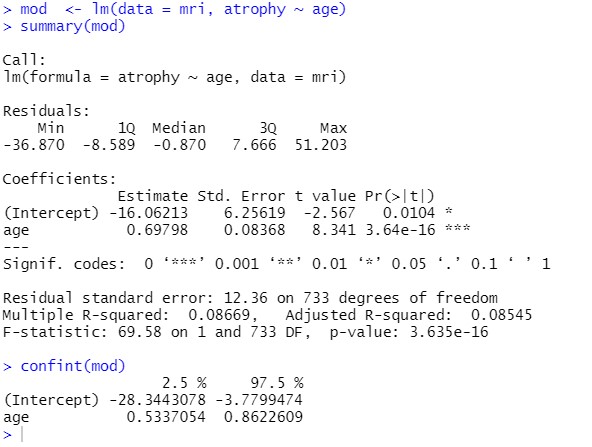 > mod  <- lm(data = mri, atrophy ~ age)
> summary(mod)

Call:
lm(formula = atrophy ~ age, data = mri)

Residuals:
    Min      1Q  Median      3Q     Max 
-36.870  -8.589  -0.870   7.666  51.203 

Coefficients:
             Estimate Std. Error t value Pr(>|t|)    
(Intercept) -16.06213    6.25619  -2.567   0.0104 *  
age           0.69798    0.08368   8.341 3.64e-16 ***
---
Signif. codes:  0 ‘***’ 0.001 ‘**’ 0.01 ‘*’ 0.05 ‘.’ 0.1 ‘ ’ 1

Residual standard error: 12.36 on 733 degrees of freedom
Multiple R-squared:  0.08669,	Adjusted R-squared:  0.08545 
F-statistic: 69.58 on 1 and 733 DF,  p-value: 3.635e-16

> confint(mod)
                  2.5 %     97.5 %
(Intercept) -28.3443078 -3.7799474
age           0.5337054  0.8622609
>